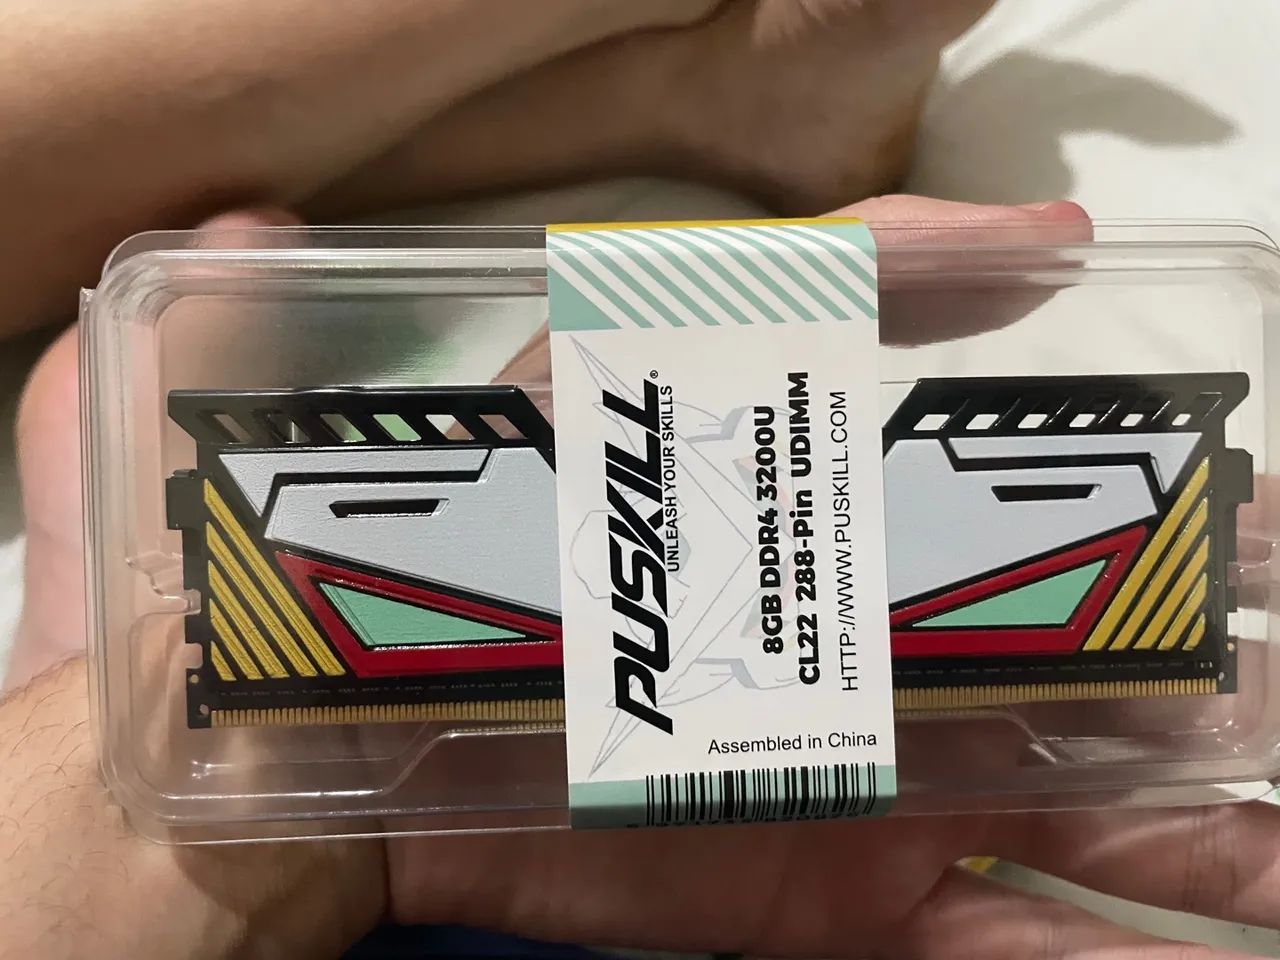 PUSKILL®
UNLEASH YOUR SKILLS
8GB DDR4 3200U
CL22 288-Pin UDIMM
HTTP://WWW.PUSKILL.COM
Assembled in China